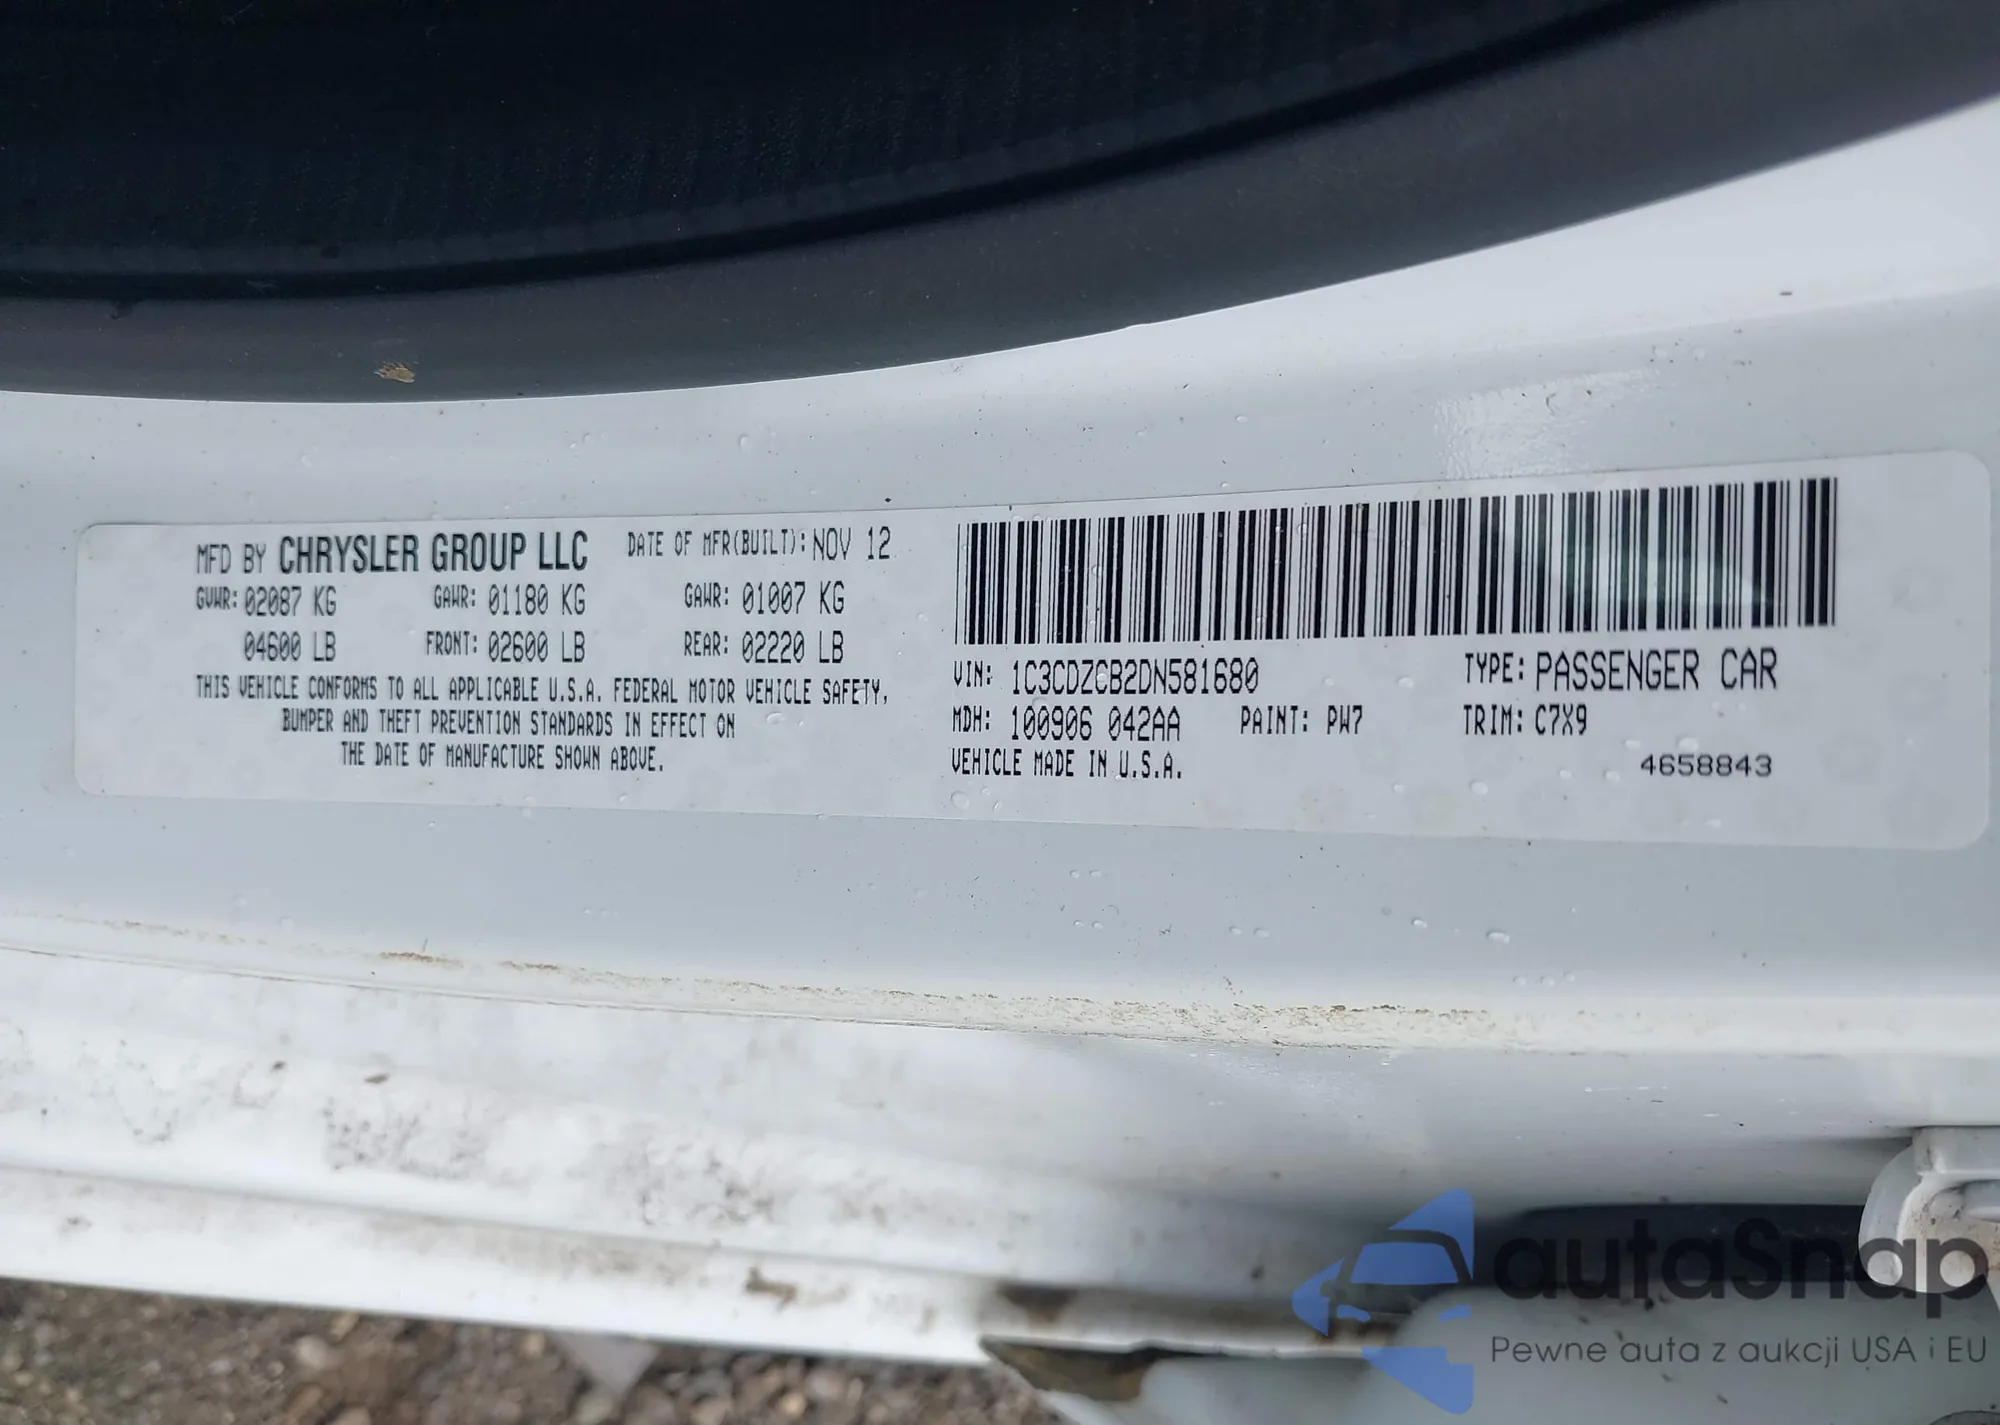 MFD BY CHRYSLER GROUP LLC DATE OF MFR(BUILT): NOV 12
GVWR: 02087 KG GAWR: 01180 KG GAWR: 01007 KG
04600 LB FRONT: 02600 LB REAR: 02220 LB
THIS VEHICLE CONFORMS TO ALL APPLICABLE U.S.A. FEDERAL MOTOR VEHICLE SAFETY,
BUMPER AND THEFT PREVENTION STANDARDS IN EFFECT ON
THE DATE OF MANUFACTURE SHOWN ABOVE.
VIN: 1C3CDZCB2DN581680 TYPE: PASSENGER CAR
MDH: 100906 042AA PAINT: PW7 TRIM: C7X9
VEHICLE MADE IN U.S.A. 4658843
autaSnap
Pewne auta z aukcji USA i EU